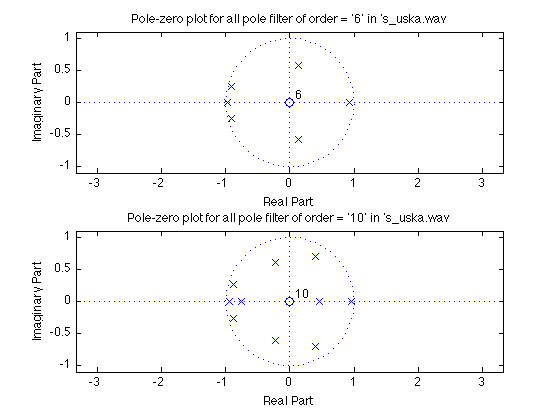 Pole-zero plot for all pole filter of order = '6' in 's_uska.wav
1
0.5
0
-0.5
-1
Imaginary Part
6
-3 -2 -1 0 1 2 3
Real Part
Pole-zero plot for all pole filter of order = '10' in 's_uska.wav
1
0.5
0
-0.5
-1
Imaginary Part
10
-3 -2 -1 0 1 2 3
Real Part